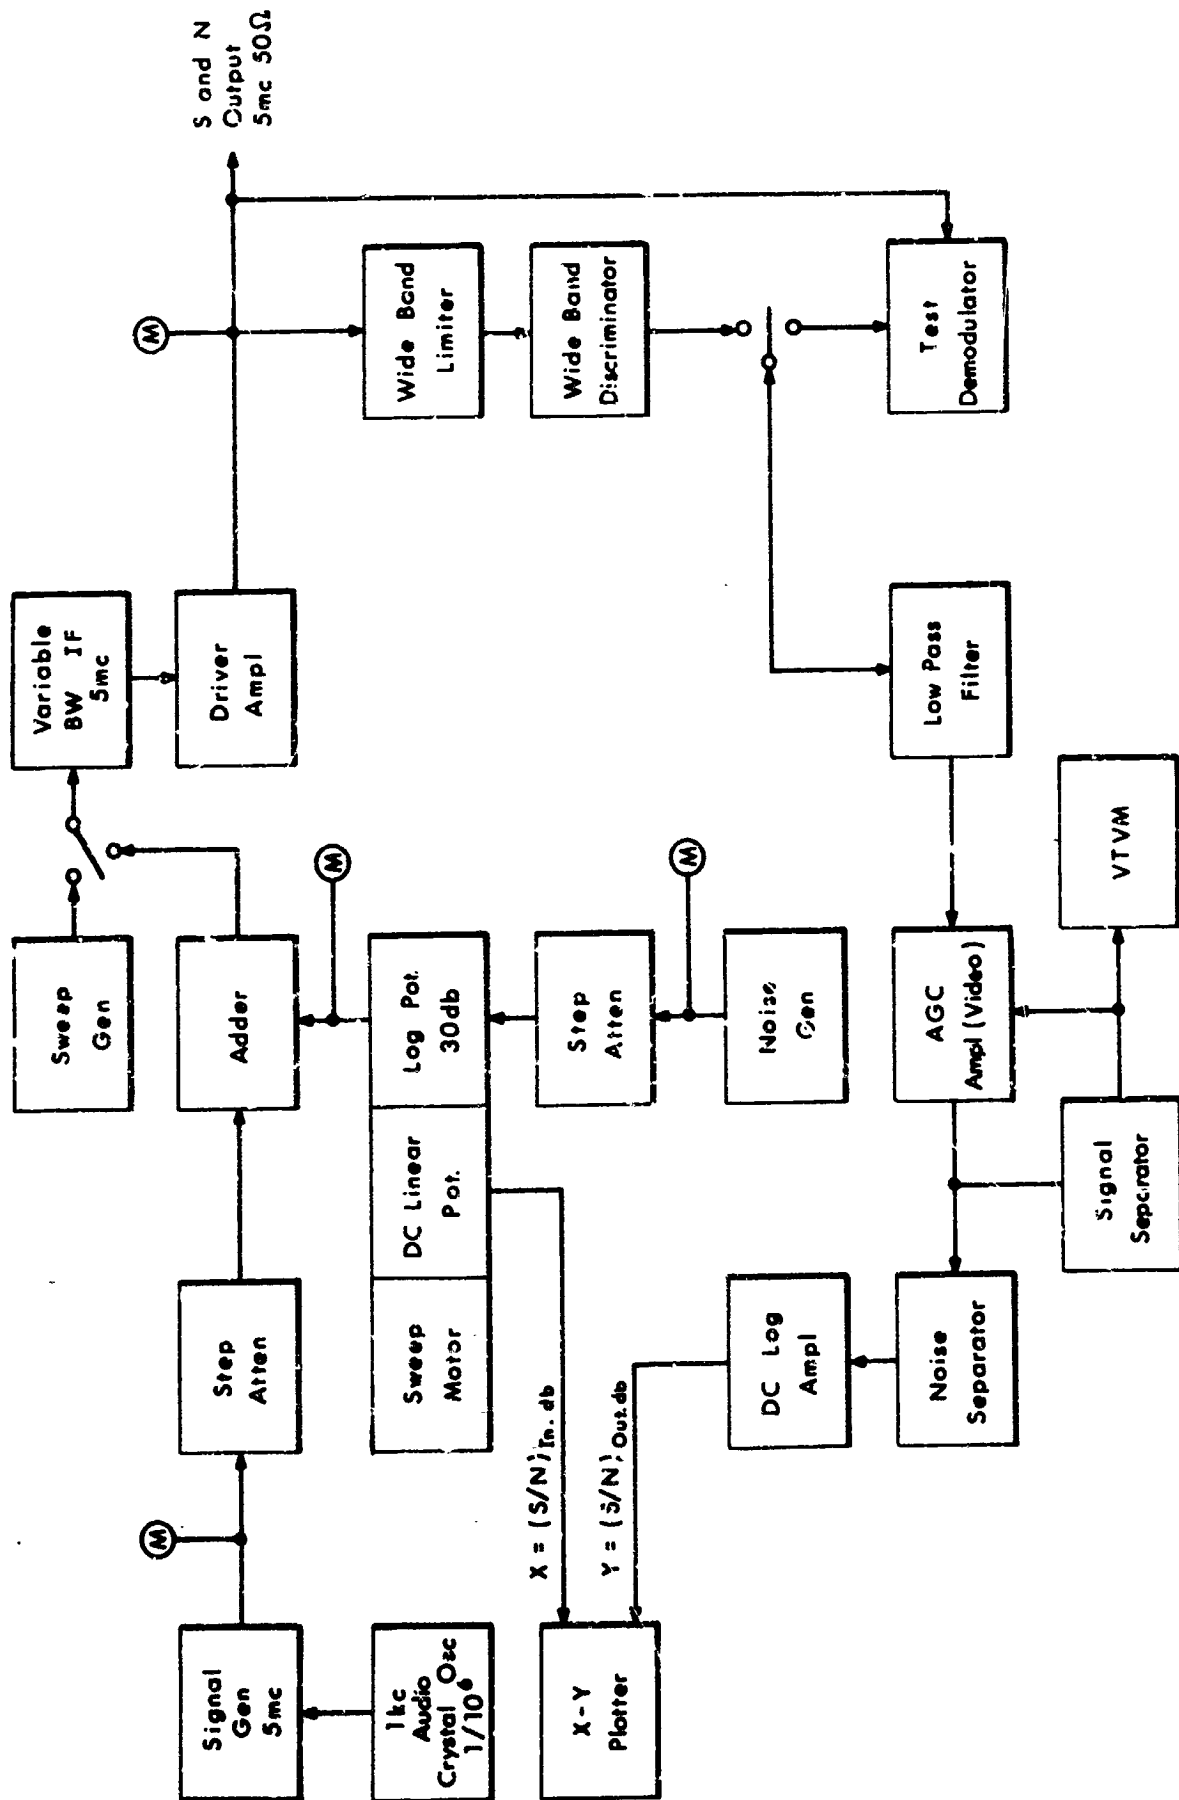 S and N
Output
5mc 50Ω
M
Variable
BW IF
5mc
Driver
Ampl
Wide Band
Limiter
Wide Band
Discriminator
Test
Demodulator
Sweep
Gen
Adder
M
Log Pot.
30db
DC Linear
Pot.
Sweep
Motor
Step
Atten
M
Noise
Gen
Low Pass
Filter
AGC
Ampl (Video)
VTVM
Signal
Separator
Noise
Separator
DC Log
Ampl
Step
Atten
M
Signal
Gen
5mc
1kc
Audio
Crystal Osc
1/10⁶
X-Y
Plotter
X = (S/N)In.db
Y = (S/N)Out.db